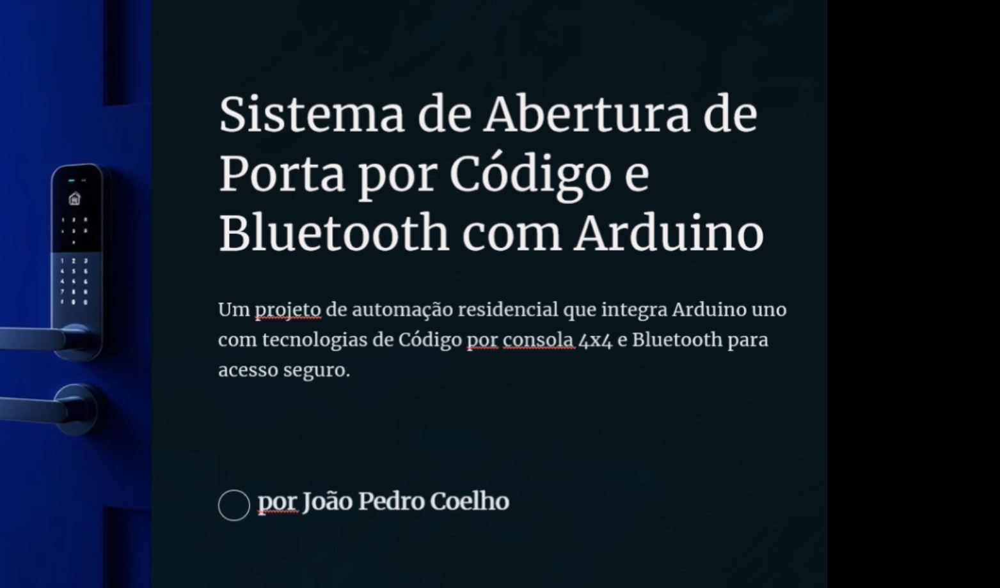 Sistema de Abertura de
Porta por Código e
Bluetooth com Arduino
Um projeto de automação residencial que integra Arduino uno
com tecnologias de Código por consola 4x4 e Bluetooth para
acesso seguro.
por João Pedro Coelho